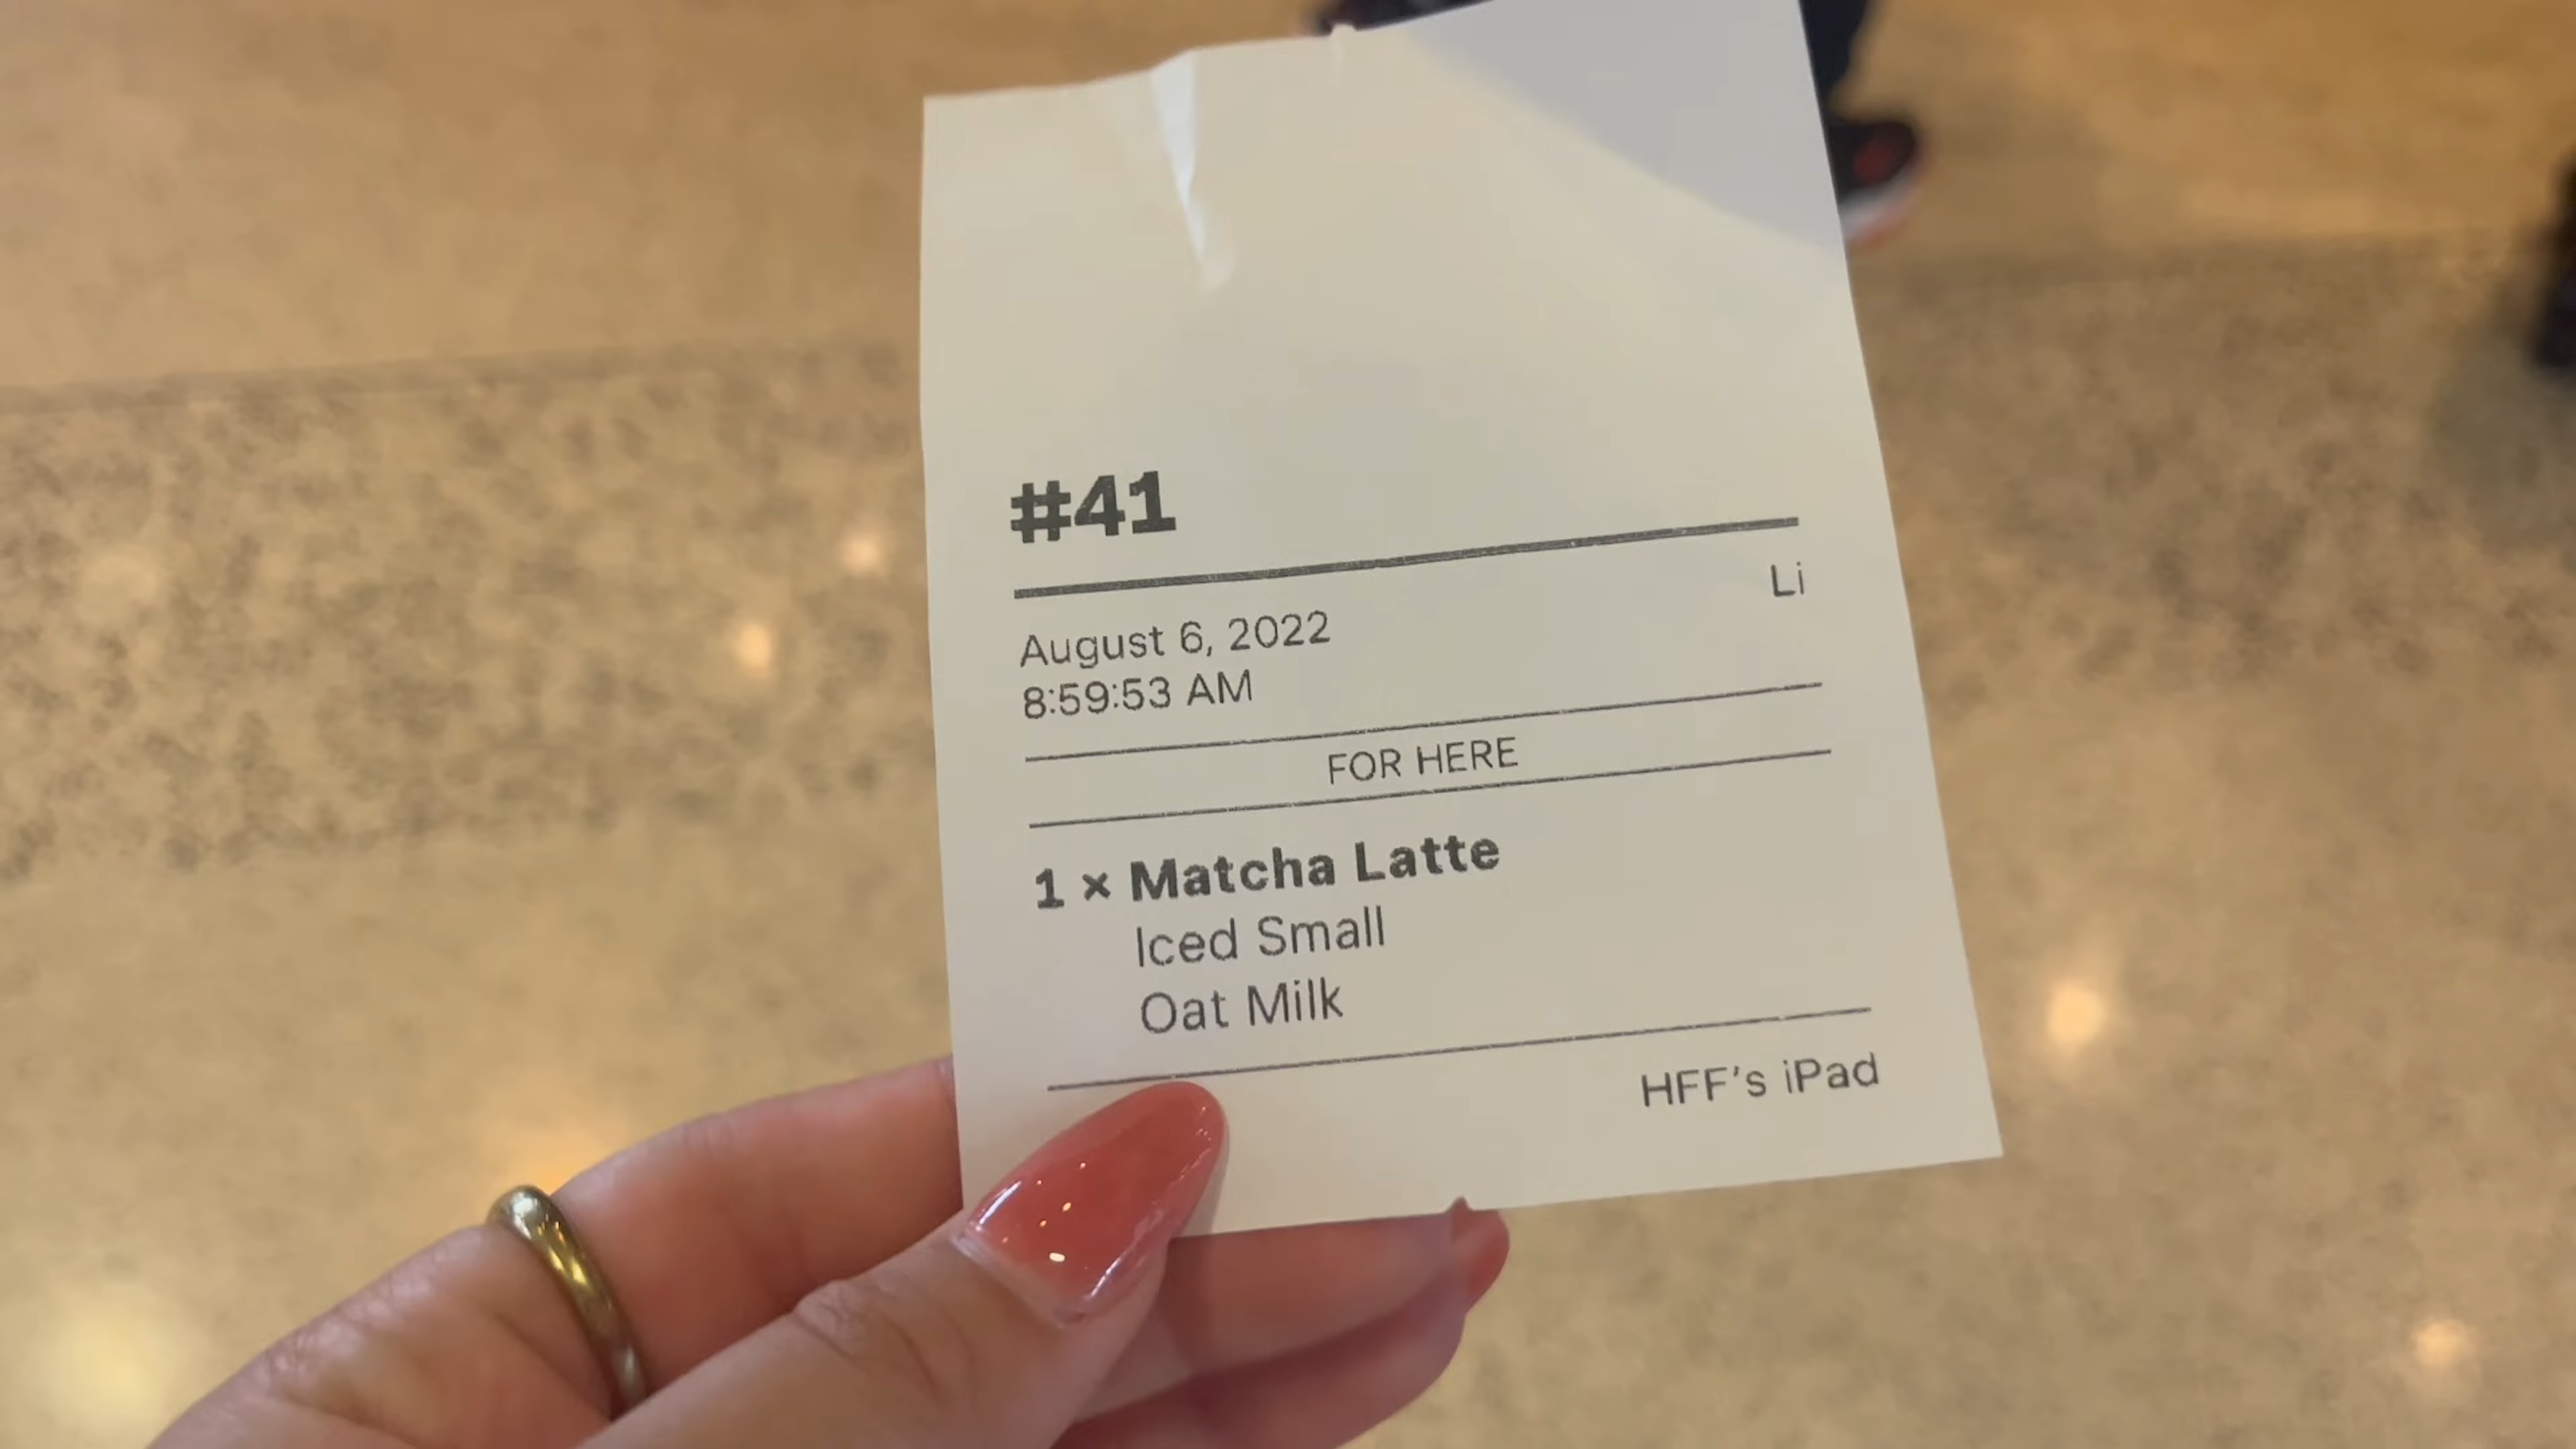 #41
Li
August 6, 2022
8:59:53 AM
FOR HERE
1 × Matcha Latte
Iced Small
Oat Milk
HFF's iPad